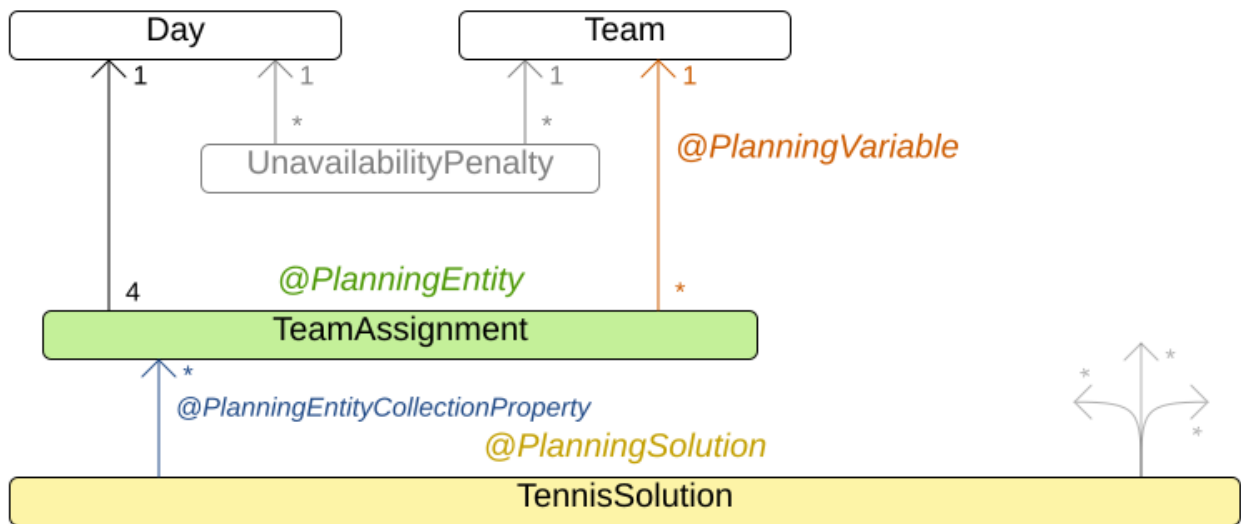 Day
Team
1
1
1
1
*
*
@PlanningVariable
UnavailabilityPenalty
@PlanningEntity
4
*
TeamAssignment
*
*
*
@PlanningEntityCollectionProperty
*
@PlanningSolution
TennisSolution